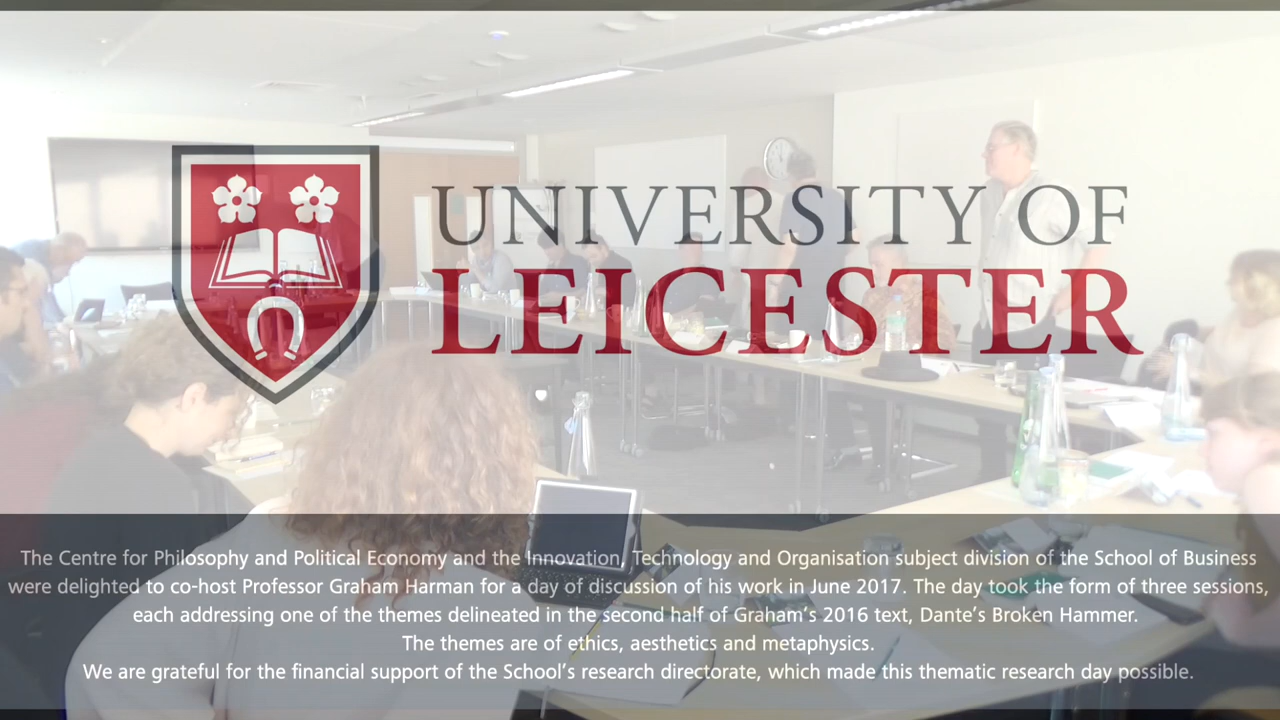 UNIVERSITY OF
LEICESTER
The Centre for Philosophy and Political Economy and the Innovation, Technology and Organisation subject division of the School of Business
were delighted to co-host Professor Graham Harman for a day of discussion of his work in June 2017. The day took the form of three sessions,
each addressing one of the themes delineated in the second half of Graham's 2016 text, Dante's Broken Hammer.
The themes are of ethics, aesthetics and metaphysics.
We are grateful for the financial support of the School's research directorate, which made this thematic research day possible.